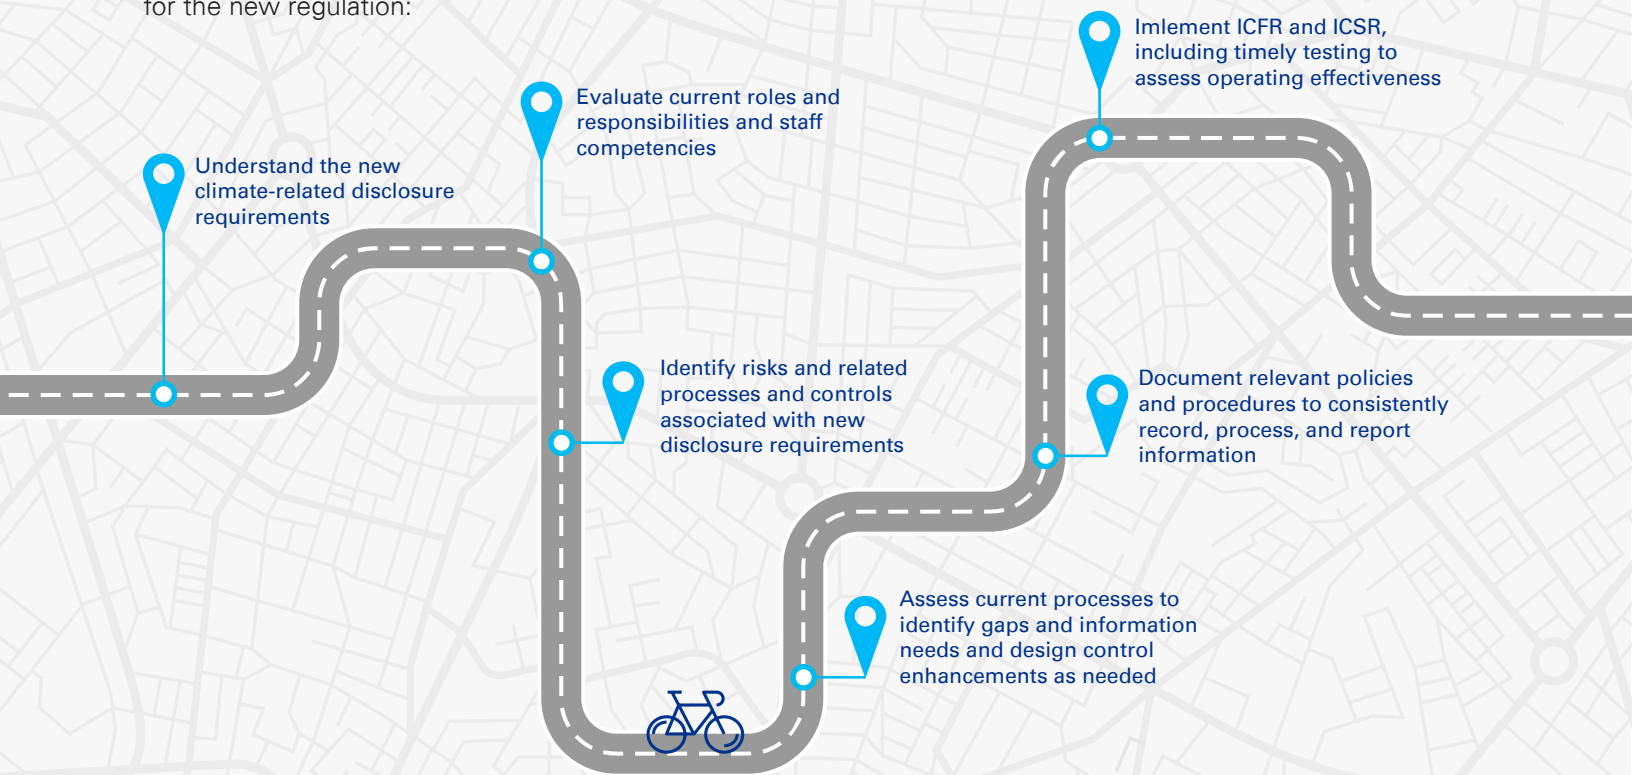 for the new regulation:
Understand the new
climate-related disclosure
requirements
Evaluate current roles and
responsibilities and staff
competencies
Identify risks and related
processes and controls
associated with new
disclosure requirements
Assess current processes to
identify gaps and information
needs and design control
enhancements as needed
Document relevant policies
and procedures to consistently
record, process, and report
information
Imlement ICFR and ICSR,
including timely testing to
assess operating effectiveness